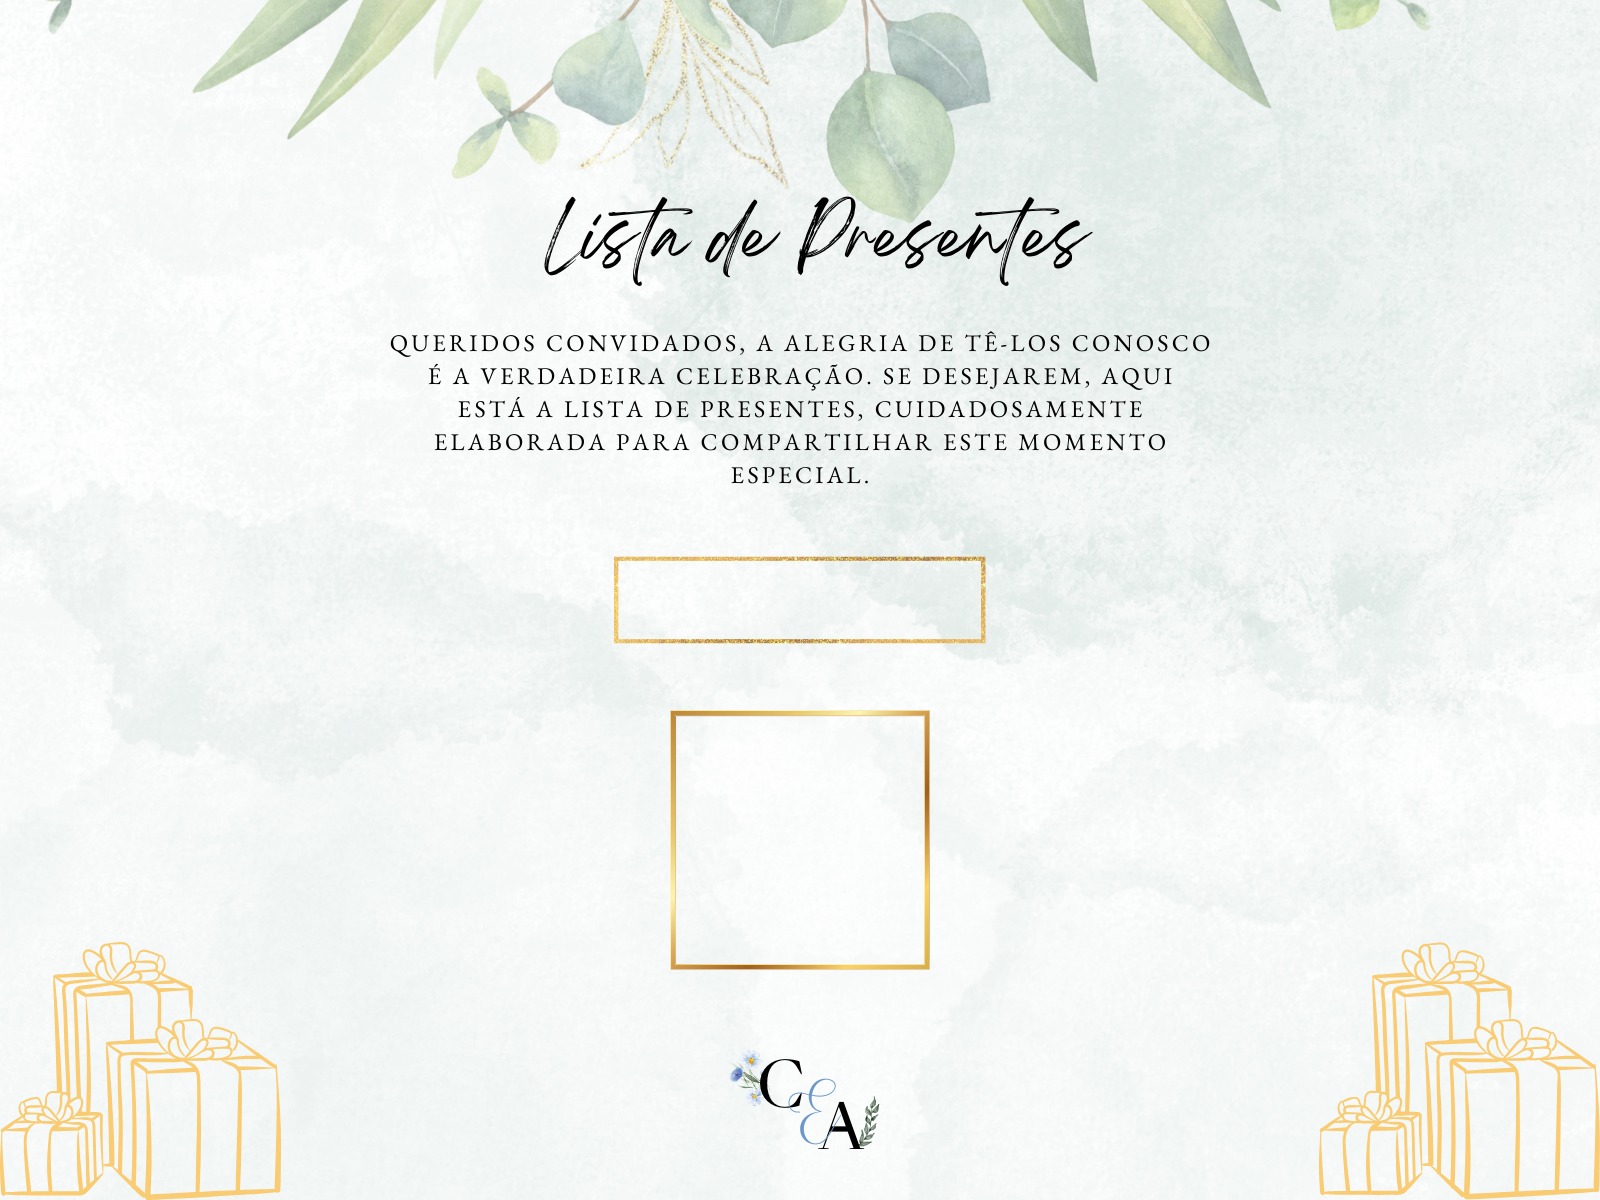 Lista de Presentes
QUERIDOS CONVIDADOS, A ALEGRIA DE TÊ-LOS CONOSCO
É A VERDADEIRA CELEBRAÇÃO. SE DESEJAREM, AQUI
ESTÁ A LISTA DE PRESENTES, CUIDADOSAMENTE
ELABORADA PARA COMPARTILHAR ESTE MOMENTO
ESPECIAL.
C E A